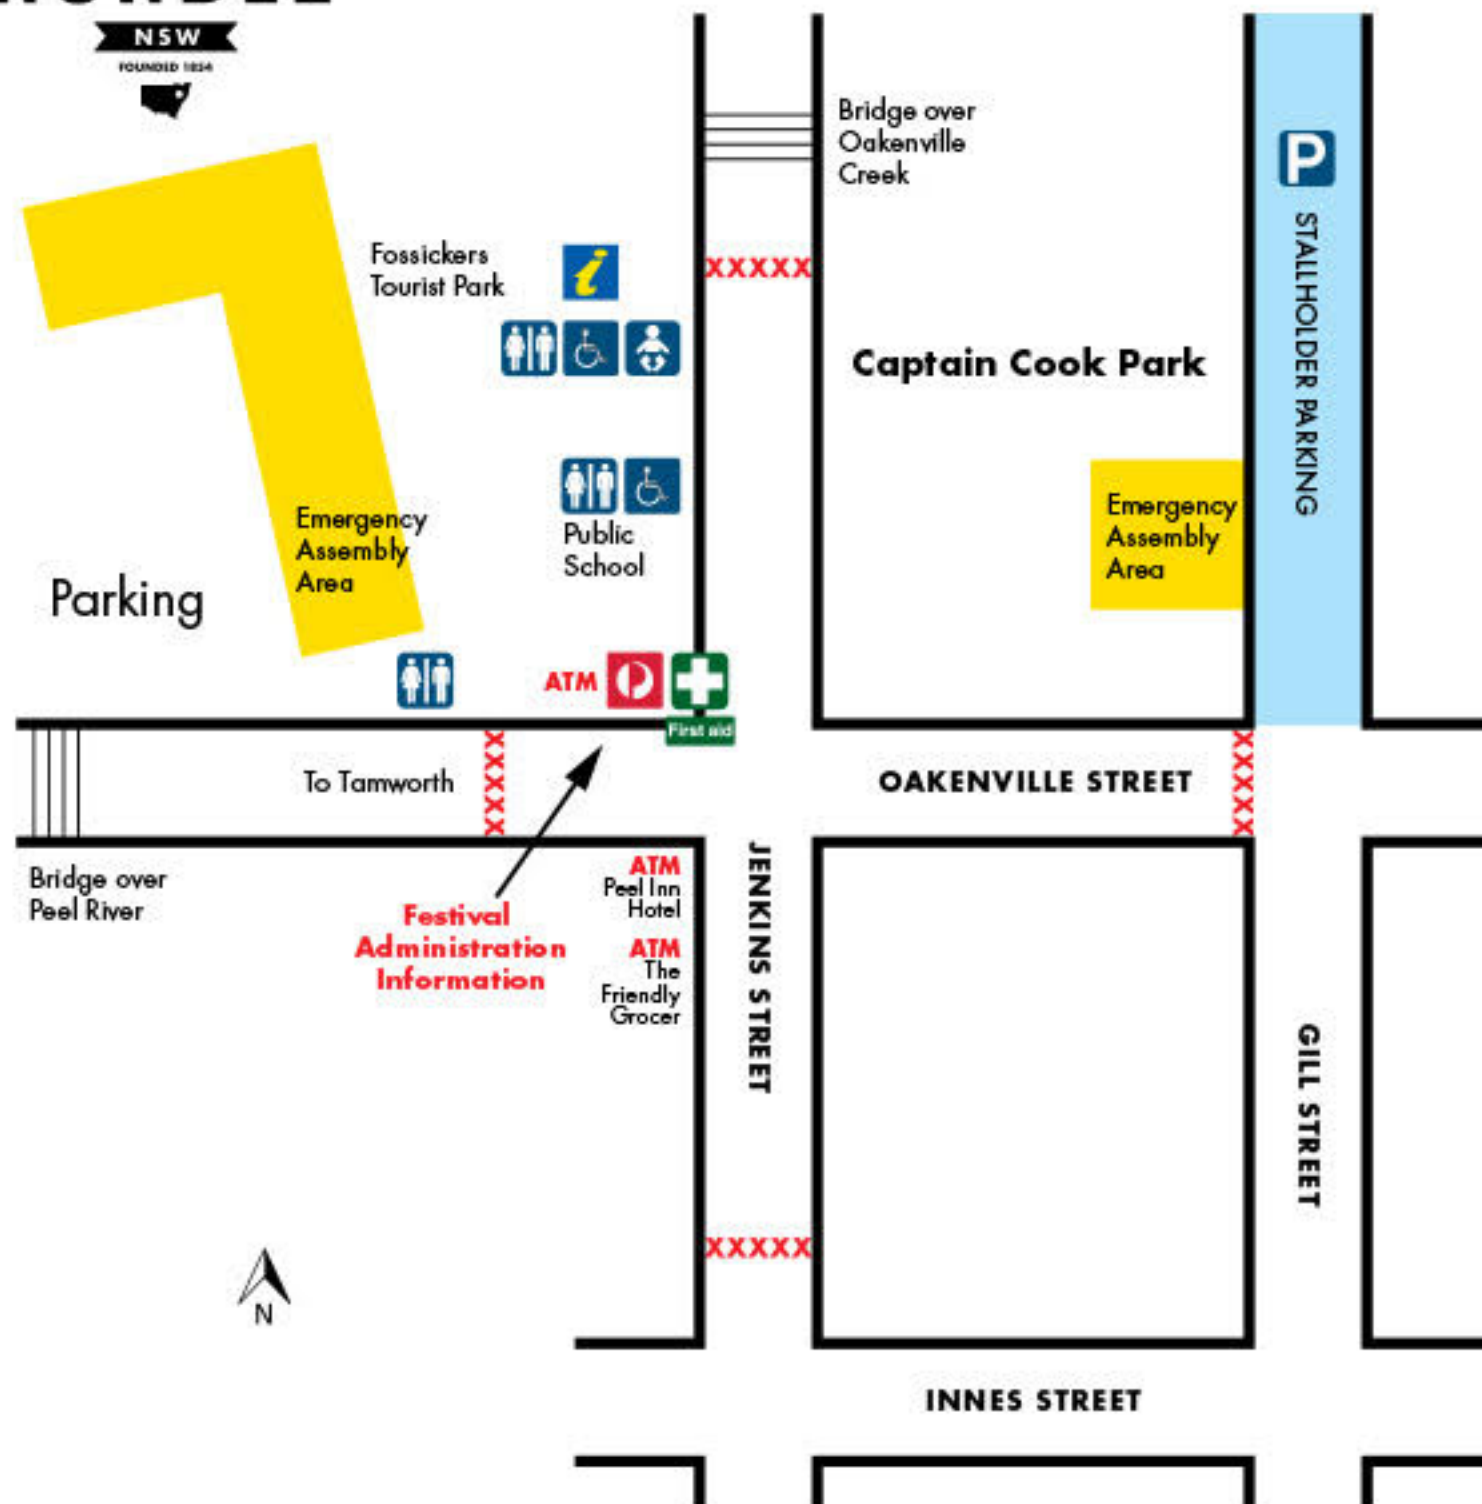 NSW
FOUNDED 1854
Bridge over
Oakenville
Creek
P
STALLHOLDER PARKING
Fossickers
Tourist Park
i
XXXXX
Captain Cook Park
Emergency
Assembly
Area
Public
School
Emergency
Assembly
Area
Parking
ATM
First aid
To Tamworth
XXXXX
OAKENVILLE STREET
XXXXX
Bridge over
Peel River
Festival
Administration
Information
ATM
Peel Inn
Hotel
ATM
The
Friendly
Grocer
JENKINS STREET
GILL STREET
XXXXX
N
INNES STREET